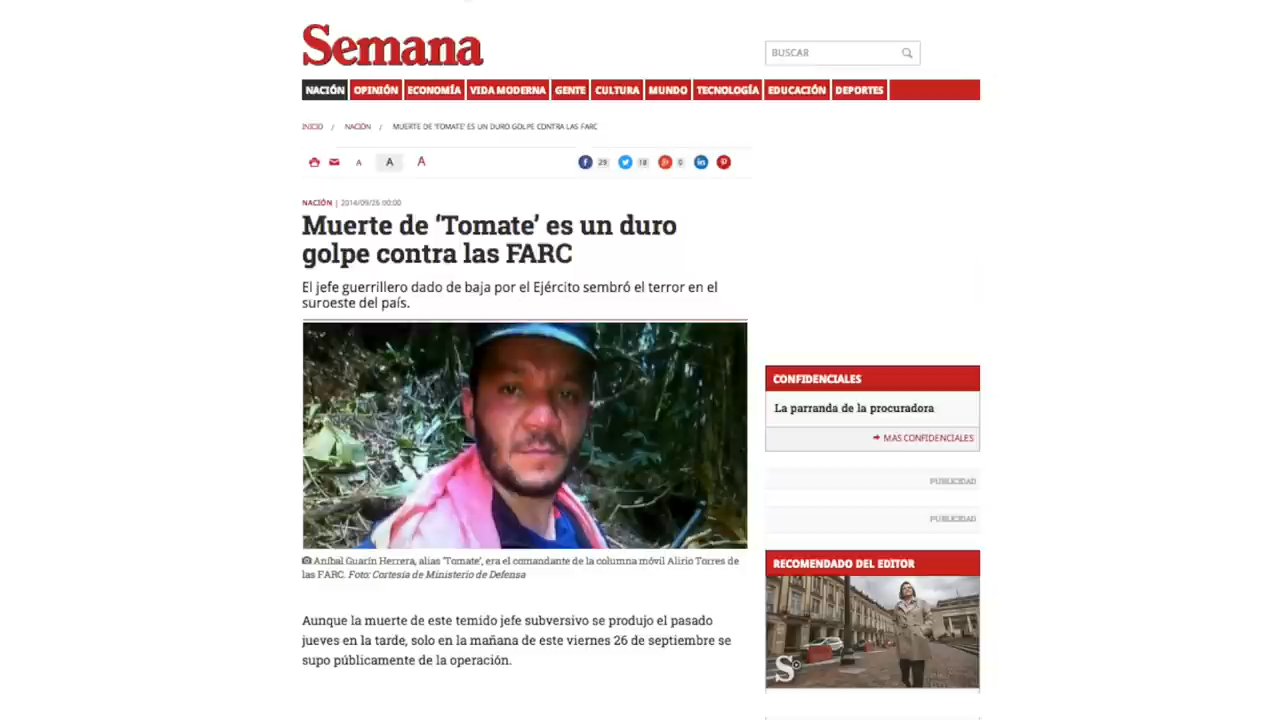 Semana
BUSCAR
NACIÓN OPINIÓN ECONOMÍA VIDA MODERNA GENTE CULTURA MUNDO TECNOLOGÍA EDUCACIÓN DEPORTES
INICIO / NACIÓN / MUERTE DE 'TOMATE' ES UN DURO GOLPE CONTRA LAS FARC
A A A
29 18 0
NACIÓN | 2014/09/26 00:00
Muerte de ‘Tomate’ es un duro
golpe contra las FARC
El jefe guerrillero dado de baja por el Ejército sembró el terror en el
suroeste del país.
Aníbal Guarín Herrera, alias 'Tomate', era el comandante de la columna móvil Alirio Torres de
las FARC. Foto: Cortesía de Ministerio de Defensa
Aunque la muerte de este temido jefe subversivo se produjo el pasado
jueves en la tarde, solo en la mañana de este viernes 26 de septiembre se
supo públicamente de la operación.
CONFIDENCIALES
La parranda de la procuradora
MAS CONFIDENCIALES
PUBLICIDAD
PUBLICIDAD
RECOMENDADO DEL EDITOR
S